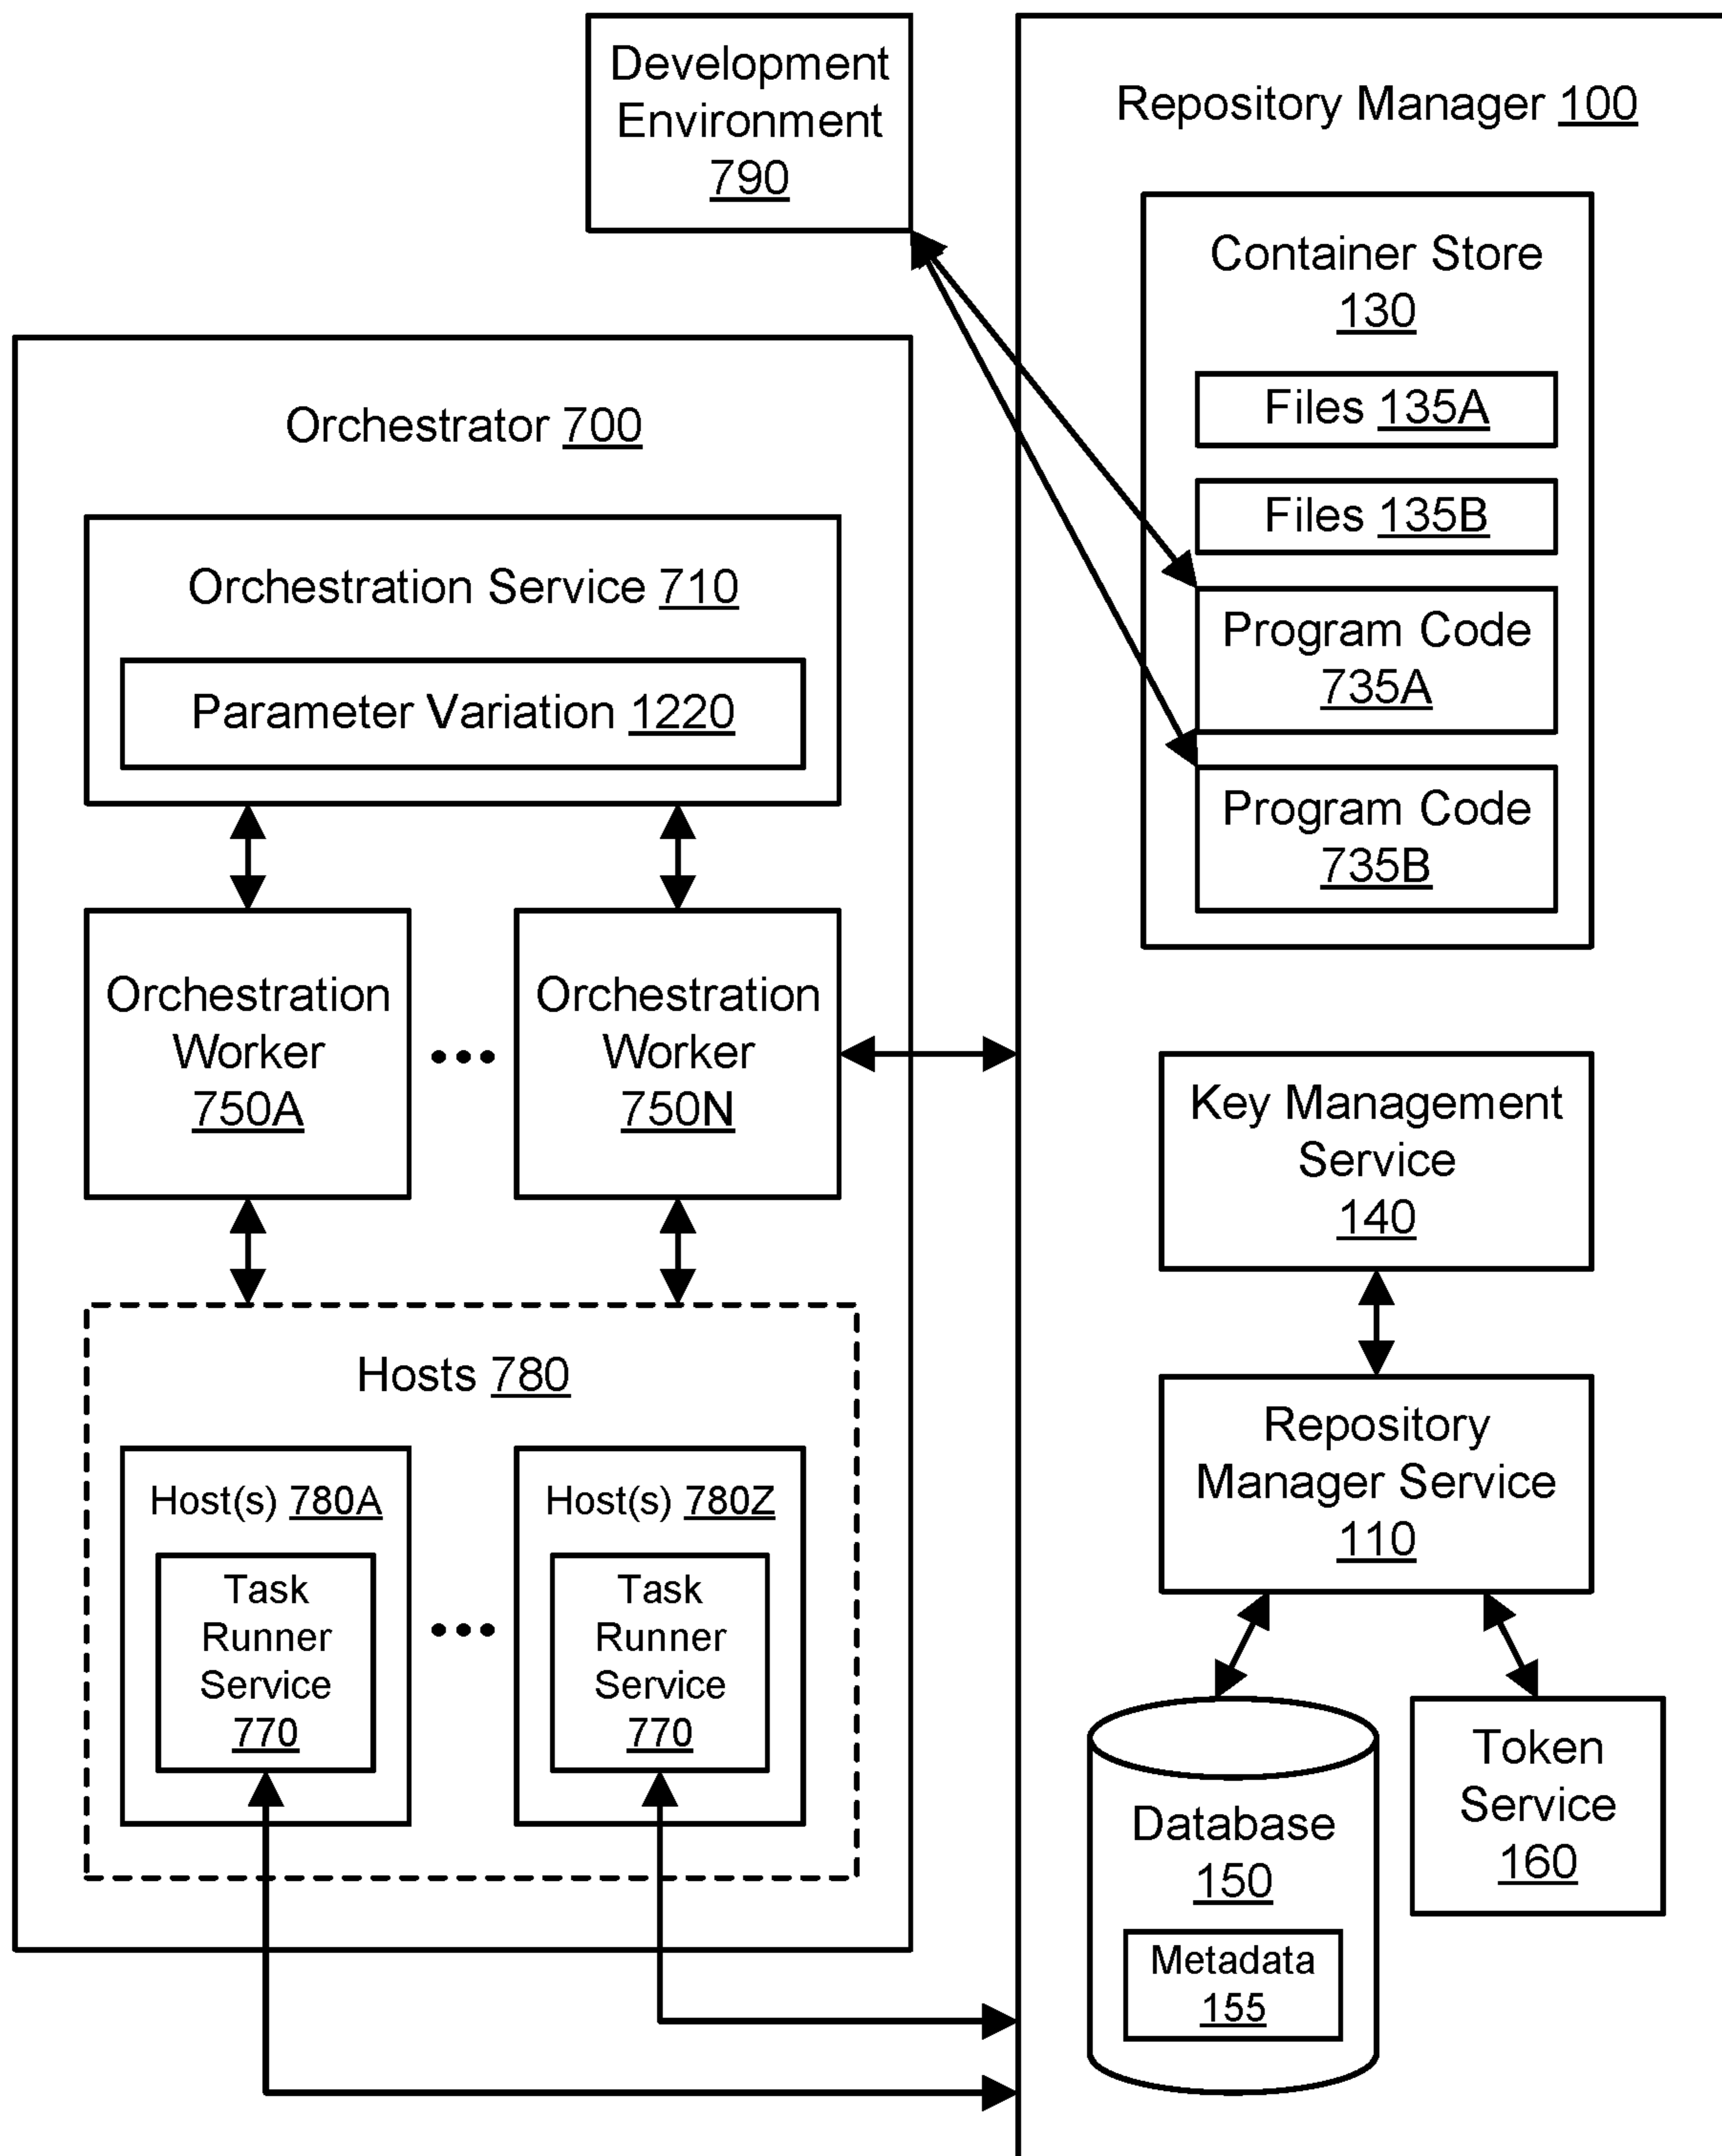 Development
Environment
790
Repository Manager 100
Container Store
130
Files 135A
Files 135B
Program Code
735A
Program Code
735B
Orchestrator 700
Orchestration Service 710
Parameter Variation 1220
Orchestration
Worker
750A
•••
Orchestration
Worker
750N
Key Management
Service
140
Hosts 780
Host(s) 780A
Task
Runner
Service
770
•••
Host(s) 780Z
Task
Runner
Service
770
Repository
Manager Service
110
Database
150
Metadata
155
Token
Service
160